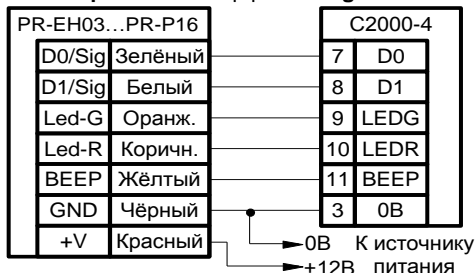 PR-EH03...PR-P16 C2000-4
D0/Sig Зелёный 7 D0
D1/Sig Белый 8 D1
Led-G Оранж. 9 LEDG
Led-R Коричн. 10 LEDR
BEEP Жёлтый 11 BEEP
GND Чёрный 3 0В
+V Красный 0В К источнику
+12В питания